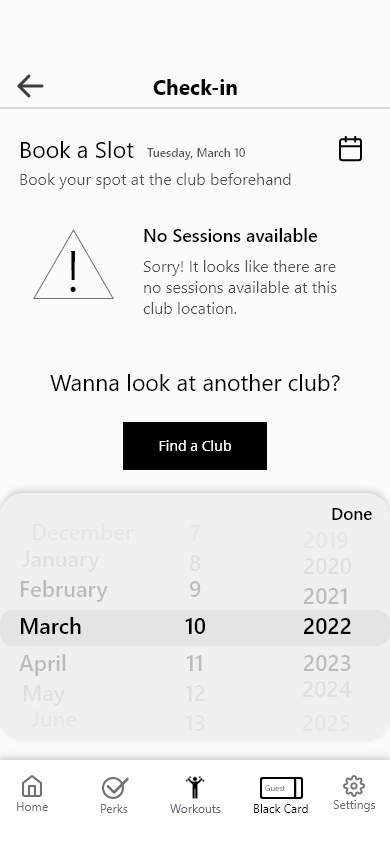 Check-in
Book a Slot Tuesday, March 10
Book your spot at the club beforehand
No Sessions available
Sorry! It looks like there are
no sessions available at this
club location.
Wanna look at another club?
Find a Club
Done
December 7 2019
January 8 2020
February 9 2021
March 10 2022
April 11 2023
May 12 2024
June 13 2025
Guest
Home Perks Workouts Black Card Settings